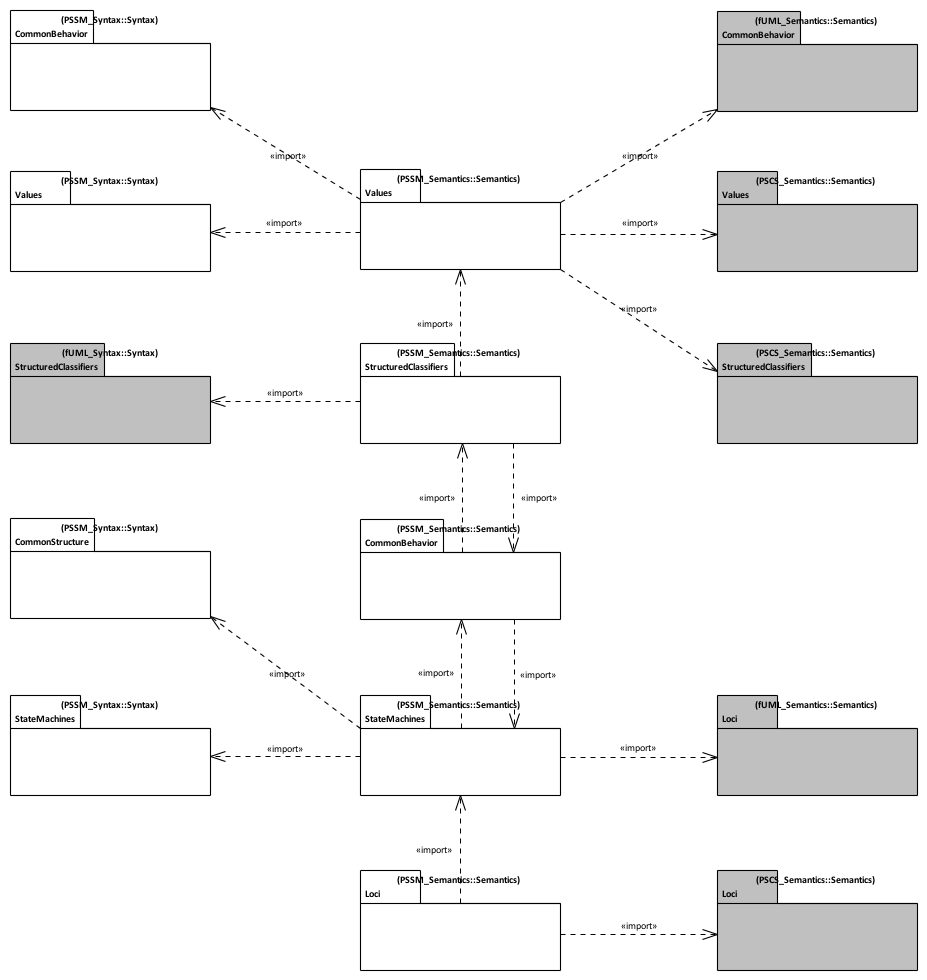 (PSSM_Syntax::Syntax)
CommonBehavior
(fUML_Semantics::Semantics)
CommonBehavior
«import»
«import»
(PSSM_Syntax::Syntax)
Values
(PSSM_Semantics::Semantics)
Values
(PSCS_Semantics::Semantics)
Values
«import»
«import»
«import»
«import»
(fUML_Syntax::Syntax)
StructuredClassifiers
(PSSM_Semantics::Semantics)
StructuredClassifiers
(PSCS_Semantics::Semantics)
StructuredClassifiers
«import»
«import»
«import»
(PSSM_Syntax::Syntax)
CommonStructure
(PSSM_Semantics::Semantics)
CommonBehavior
«import»
«import»
«import»
(PSSM_Syntax::Syntax)
StateMachines
(PSSM_Semantics::Semantics)
StateMachines
(fUML_Semantics::Semantics)
Loci
«import»
«import»
«import»
(PSSM_Semantics::Semantics)
Loci
(PSCS_Semantics::Semantics)
Loci
«import»